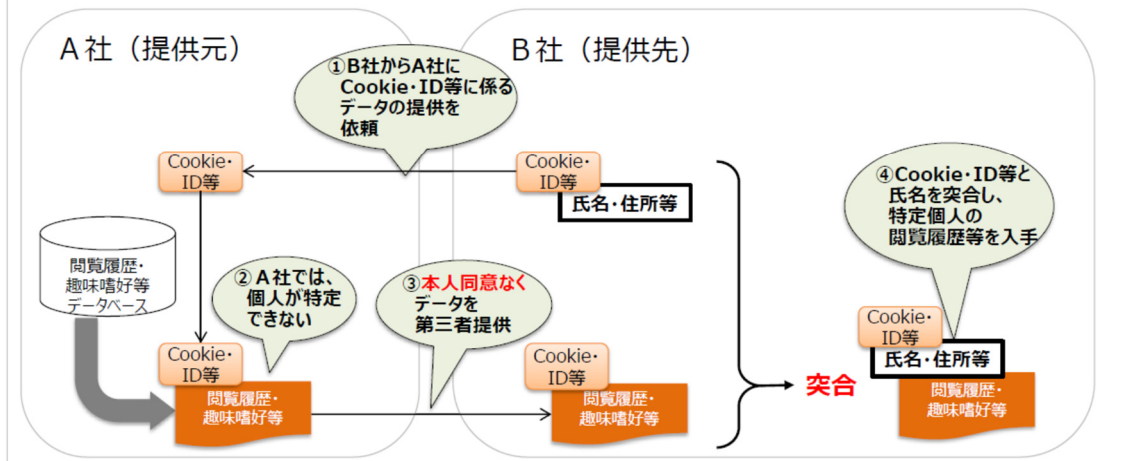 A社（提供元）
B社（提供先）
①B社からA社に
Cookie・ID等に係る
データの提供を
依頼
Cookie・
ID等
Cookie・
ID等
氏名・住所等
④Cookie・ID等と
氏名を突合し、
特定個人の
閲覧履歴等を入手
閲覧履歴・
趣味嗜好等
データベース
②A社では、
個人が特定
できない
③本人同意なく
データを
第三者提供
Cookie・
ID等
閲覧履歴・
趣味嗜好等
Cookie・
ID等
閲覧履歴・
趣味嗜好等
突合
Cookie・
ID等
氏名・住所等
閲覧履歴・
趣味嗜好等